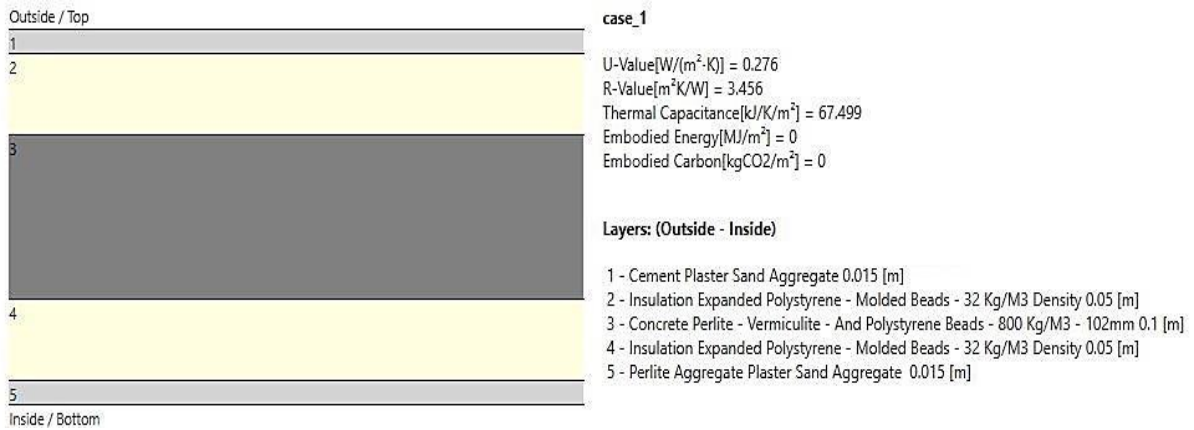 Outside / Top
1
2
3
4
5
Inside / Bottom
case_1
U-Value[W/(m²·K)] = 0.276
R-Value[m²K/W] = 3.456
Thermal Capacitance[kJ/K/m²] = 67.499
Embodied Energy[MJ/m²] = 0
Embodied Carbon[kgCO2/m²] = 0
Layers: (Outside - Inside)
1 - Cement Plaster Sand Aggregate 0.015 [m]
2 - Insulation Expanded Polystyrene - Molded Beads - 32 Kg/M3 Density 0.05 [m]
3 - Concrete Perlite - Vermiculite - And Polystyrene Beads - 800 Kg/M3 - 102mm 0.1 [m]
4 - Insulation Expanded Polystyrene - Molded Beads - 32 Kg/M3 Density 0.05 [m]
5 - Perlite Aggregate Plaster Sand Aggregate 0.015 [m]